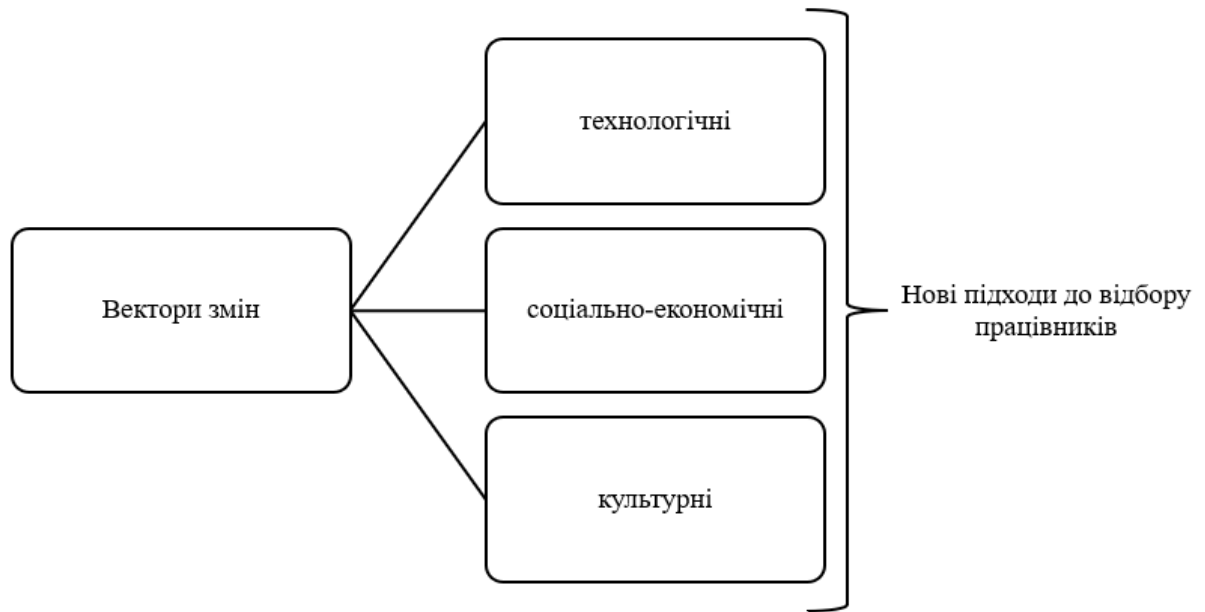 технологічні
Вектори змін
соціально-економічні
Нові підходи до відбору
працівників
культурні